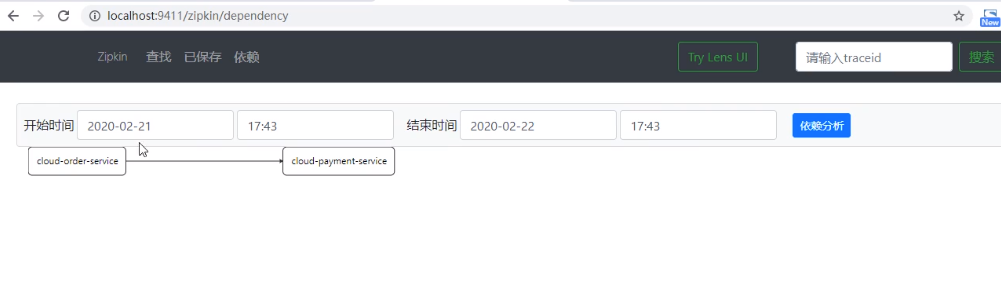 localhost:9411/zipkin/dependency
New
Zipkin 查找 已保存 依赖 Try Lens UI 请输入traceid 搜索
开始时间 2020-02-21 17:43 结束时间 2020-02-22 17:43 依赖分析
cloud-order-service cloud-payment-service